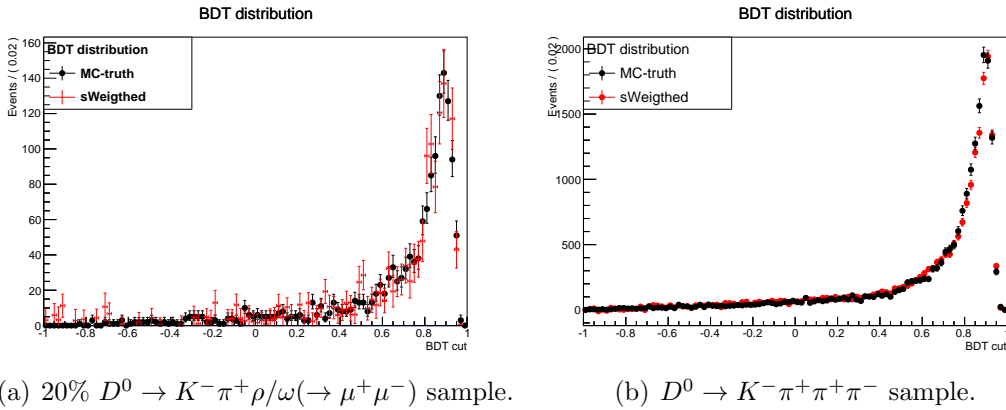 BDT distribution
Events / ( 0.02 )
160
140
120
100
80
60
40
20
0
BDT distribution
MC-truth
sWeigthed
-1 -0.8 -0.6 -0.4 -0.2 0 0.2 0.4 0.6 0.8 1
BDT cut
(a) 20% D⁰ → K⁻π⁺ρ/ω(→ μ⁺μ⁻) sample.
BDT distribution
Events / ( 0.02 )
2000
1500
1000
500
0
BDT distribution
MC-truth
sWeigthed
-1 -0.8 -0.6 -0.4 -0.2 0 0.2 0.4 0.6 0.8 1
BDT cut
(b) D⁰ → K⁻π⁺π⁺π⁻ sample.